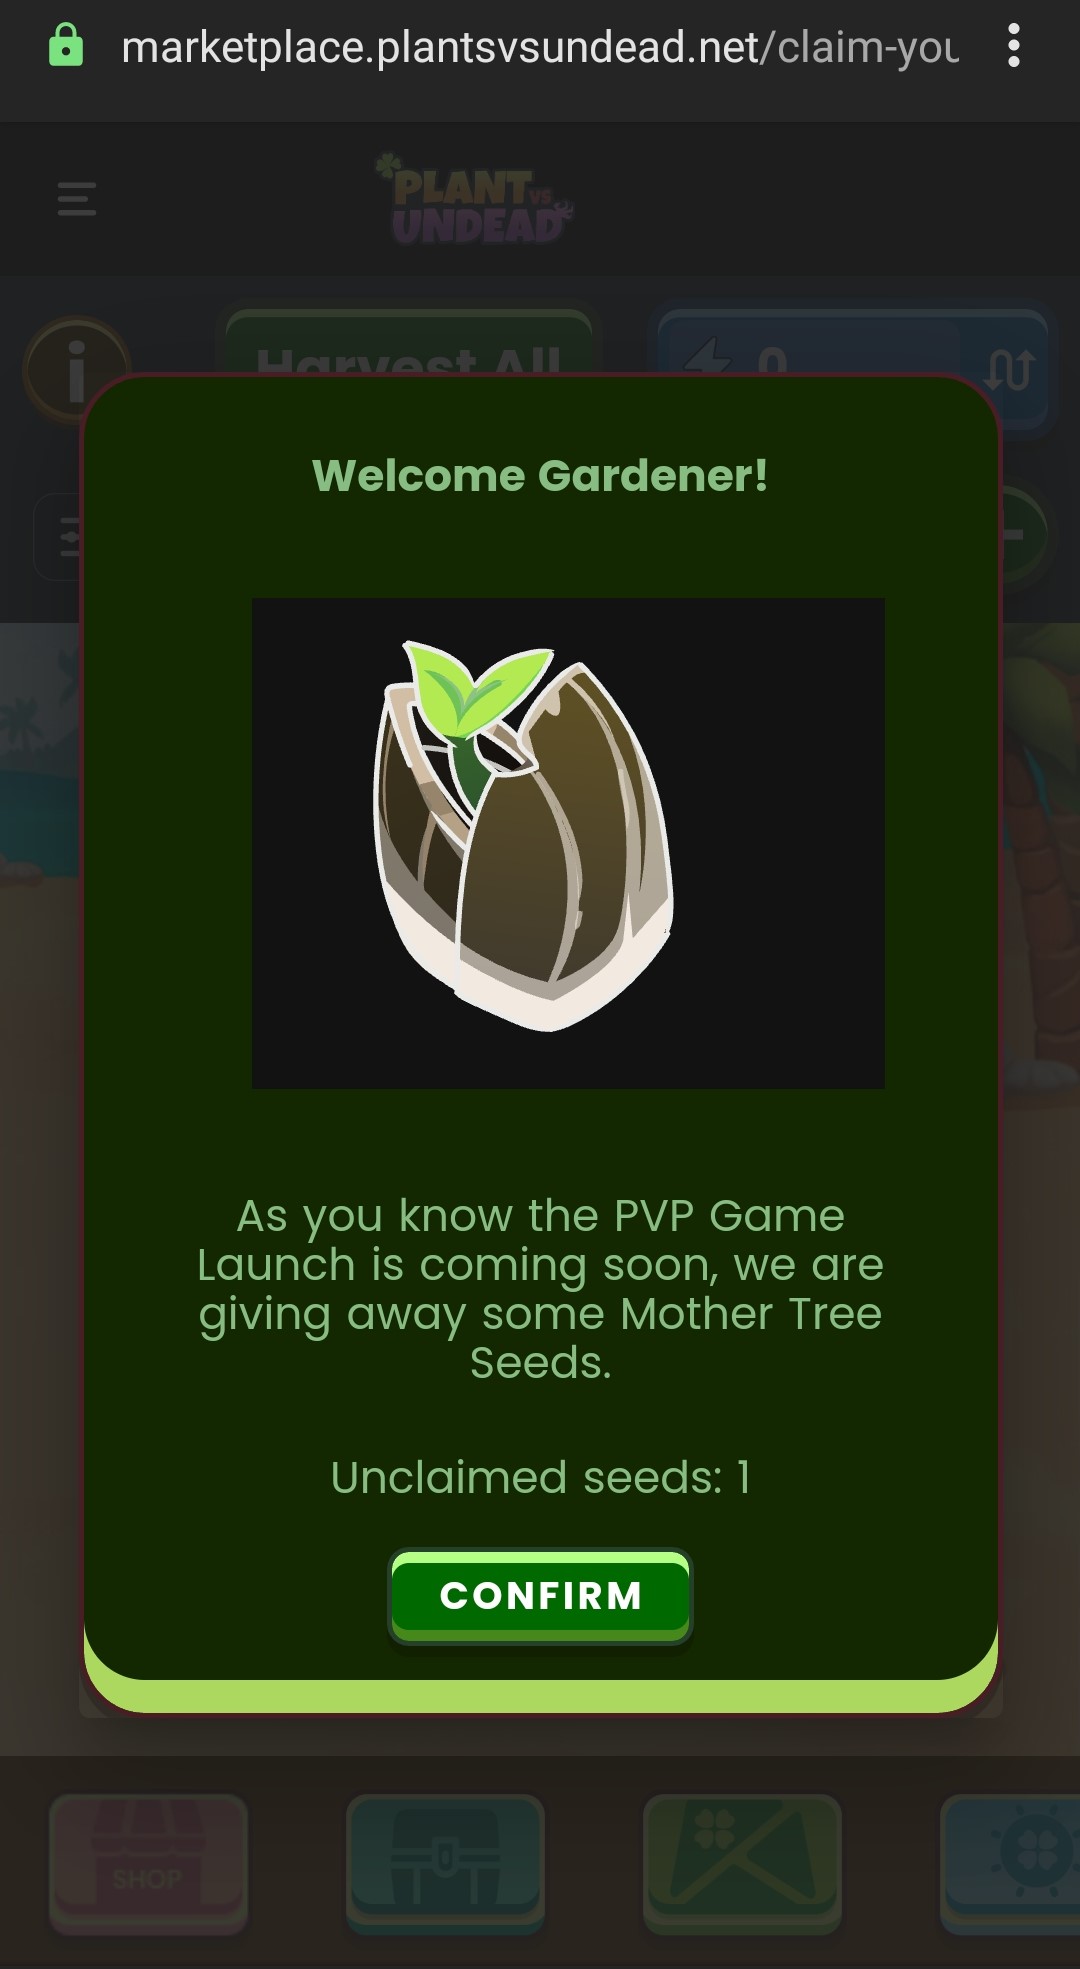 marketplace.plantsvsundead.net/claim-you
PLANT VS
UNDEAD
i
Harvest All
0
Welcome Gardener!
As you know the PVP Game
Launch is coming soon, we are
giving away some Mother Tree
Seeds.
Unclaimed seeds: 1
CONFIRM
SHOP